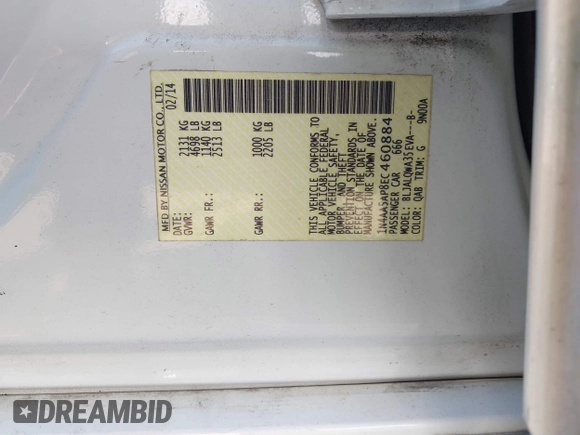 MFD BY NISSAN MOTOR CO., LTD.
DATE: 02/14
GVWR: 2131 KG
4698 LB
GAWR FR.: 1140 KG
2513 LB
GAWR RR.: 1000 KG
2205 LB
THIS VEHICLE CONFORMS TO
ALL APPLICABLE FEDERAL
MOTOR VEHICLE SAFETY,
BUMPER, AND THEFT
PREVENTION STANDARDS IN
EFFECT ON THE DATE OF
MANUFACTURE SHOWN ABOVE.
1N4AA5AP8EC460884
PASSENGER CAR 666
MODEL: BLJALQWA35EVA---B-
COLOR: QAB TRIM: G 9N00A
DREAMBID